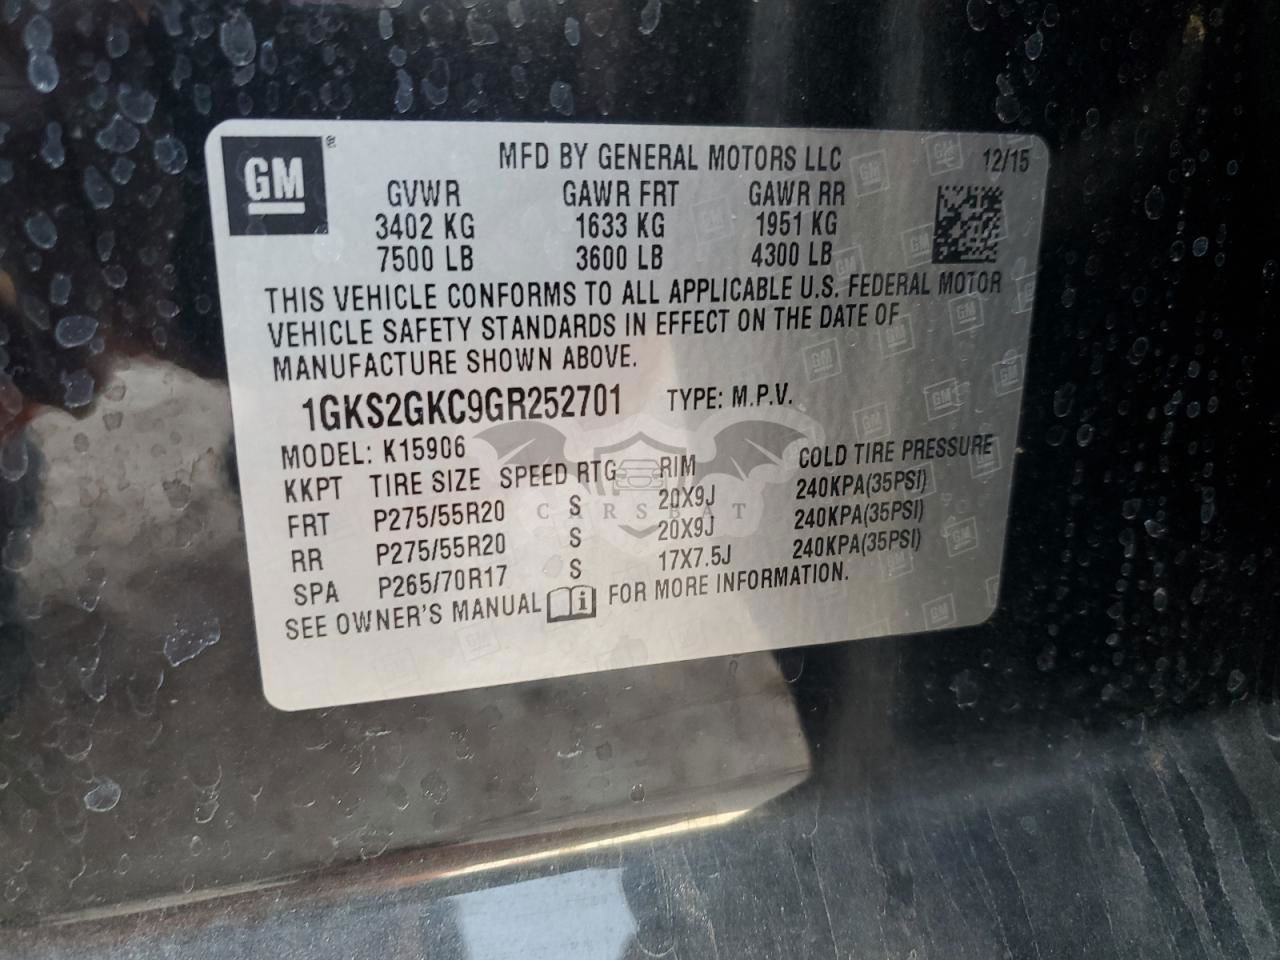 GM
®
MFD BY GENERAL MOTORS LLC 12/15
GVWR GAWR FRT GAWR RR
3402 KG 1633 KG 1951 KG
7500 LB 3600 LB 4300 LB
THIS VEHICLE CONFORMS TO ALL APPLICABLE U.S. FEDERAL MOTOR
VEHICLE SAFETY STANDARDS IN EFFECT ON THE DATE OF
MANUFACTURE SHOWN ABOVE.
1GKS2GKC9GR252701 TYPE: M.P.V.
MODEL: K15906
KKPT TIRE SIZE SPEED RTG RIM COLD TIRE PRESSURE
FRT P275/55R20 S 20X9J 240KPA(35PSI)
RR P275/55R20 S 20X9J 240KPA(35PSI)
SPA P265/70R17 S 17X7.5J 240KPA(35PSI)
SEE OWNER'S MANUAL i FOR MORE INFORMATION.
CARSBAT